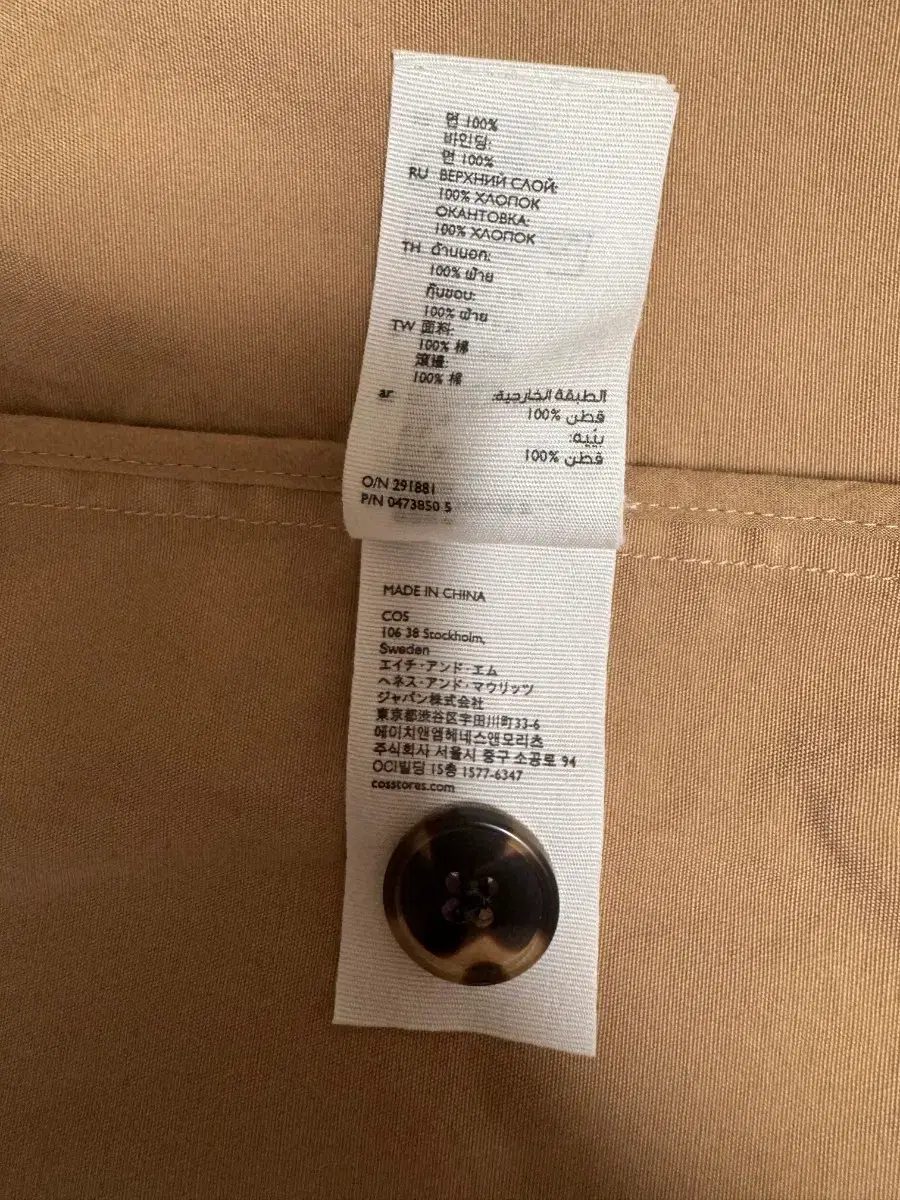 면 100%
바인딩:
면 100%
RU ВЕРХНИЙ СЛОЙ:
100% ХЛОПОК
ОКАНТОВКА:
100% ХЛОПОК
TH ด้านนอก:
100% ฝ้าย
กุ๊นขอบ:
100% ฝ้าย
TW 面料:
100% 棉
滾邊:
100% 棉
ar الطبقة الخارجية:
قطن %100
بيّيه:
قطن %100
O/N 291881
P/N 0473850 5
MADE IN CHINA
COS
106 38 Stockholm,
Sweden
エイチ・アンド・エム
ヘネス・アンド・マウリッツ
ジャパン株式会社
東京都渋谷区宇田川町33-6
에이치앤엠헤네스앤모리츠
주식회사 서울시 중구 소공로 94
OCI빌딩 15층 1577-6347
cosstores.com